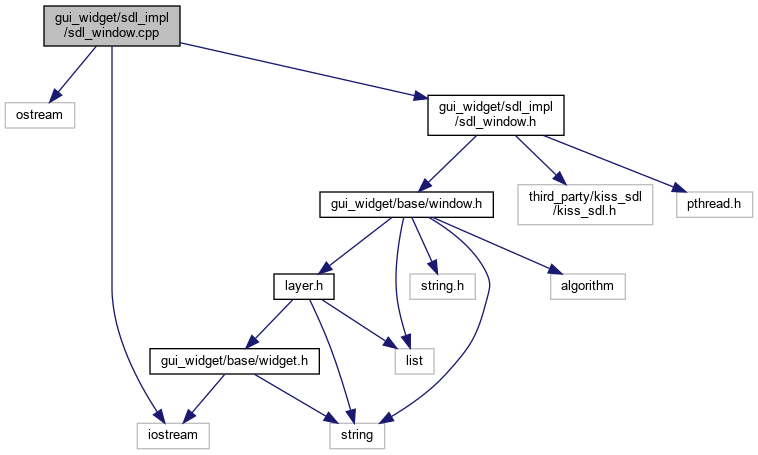 gui_widget/sdl_impl
/sdl_window.cpp
ostream
gui_widget/sdl_impl
/sdl_window.h
gui_widget/base/window.h
third_party/kiss_sdl
/kiss_sdl.h
pthread.h
layer.h
string.h
algorithm
gui_widget/base/widget.h
list
iostream
string